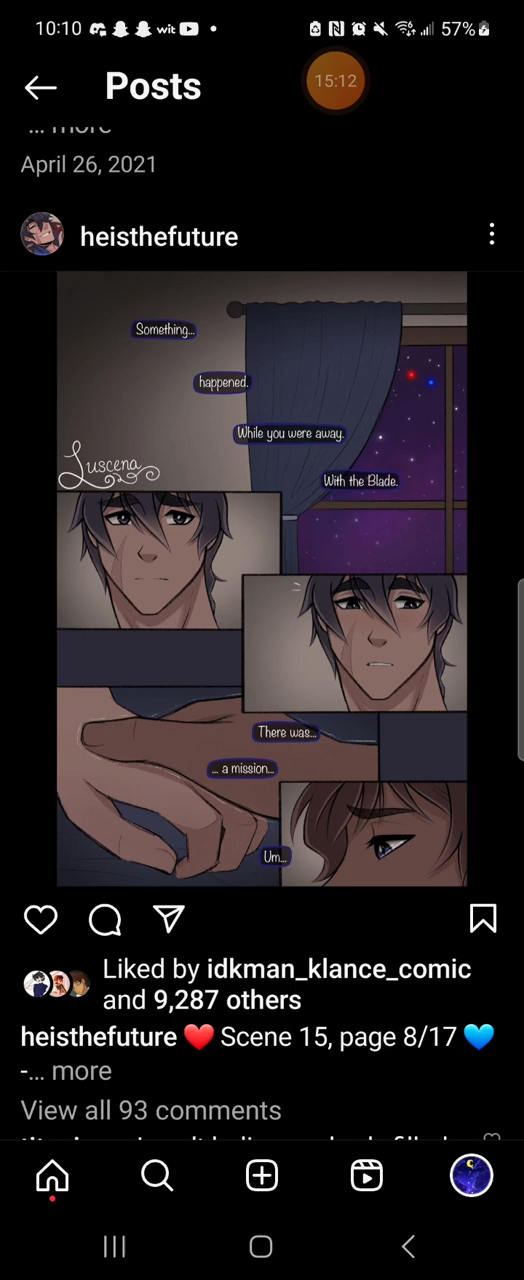 10:10 wit 57%
Posts
15:12
... more
April 26, 2021
heisthefuture
Something...
happened.
While you were away.
With the Blade.
Luscena
There was...
... a mission...
Um...
Liked by idkman_klance_comic
and 9,287 others
heisthefuture ❤️ Scene 15, page 8/17 💙
-... more
View all 93 comments